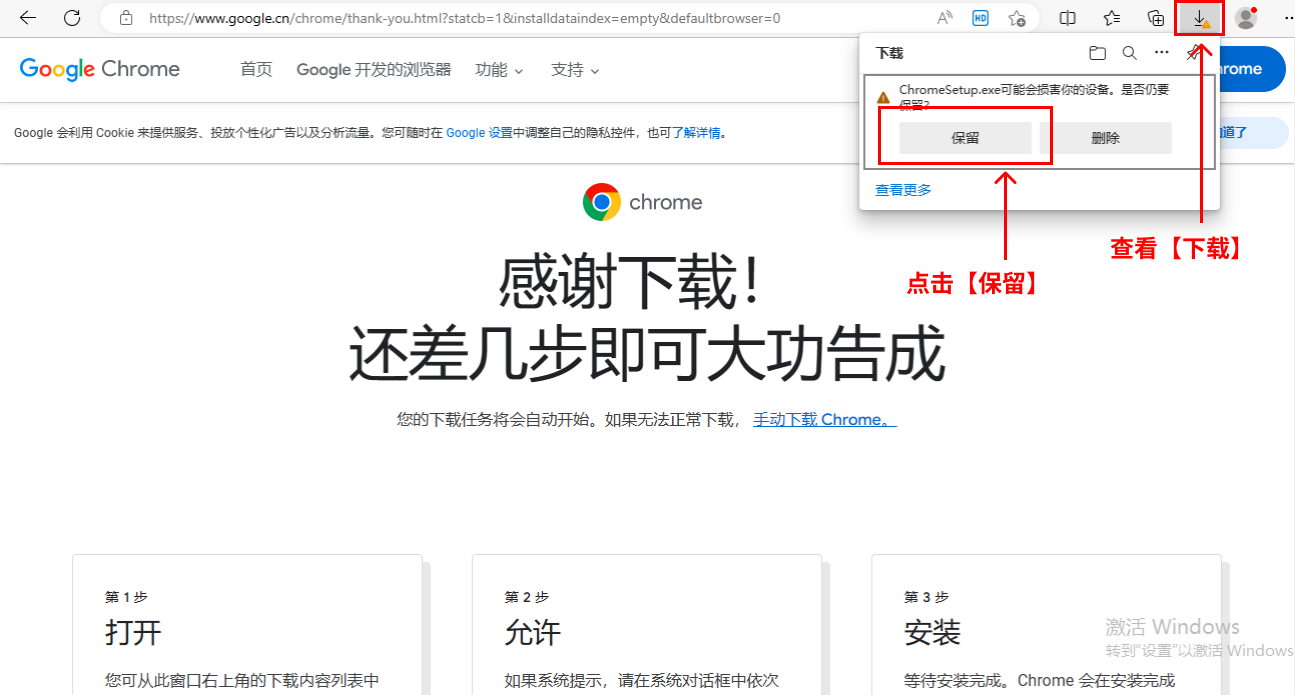 https://www.google.cn/chrome/thank-you.html?statcb=1&installdataindex=empty&defaultbrowser=0
HD
下载
Google Chrome
首页
Google 开发的浏览器
功能
支持
rome
ChromeSetup.exe可能会损害你的设备。是否仍要
保留?
保留
删除
查看更多
Google 会利用 Cookie 来提供服务、投放个性化广告以及分析流量。您可随时在 Google 设置中调整自己的隐私控件，也可了解详情。
道了
chrome
查看【下载】
点击【保留】
感谢下载！
还差几步即可大功告成
您的下载任务将会自动开始。如果无法正常下载， 手动下载 Chrome。
第 1 步
打开
您可从此窗口右上角的下载内容列表中
第 2 步
允许
如果系统提示，请在系统对话框中依次
第 3 步
安装
等待安装完成。Chrome 会在安装完成
激活 Windows
转到“设置”以激活 Windows